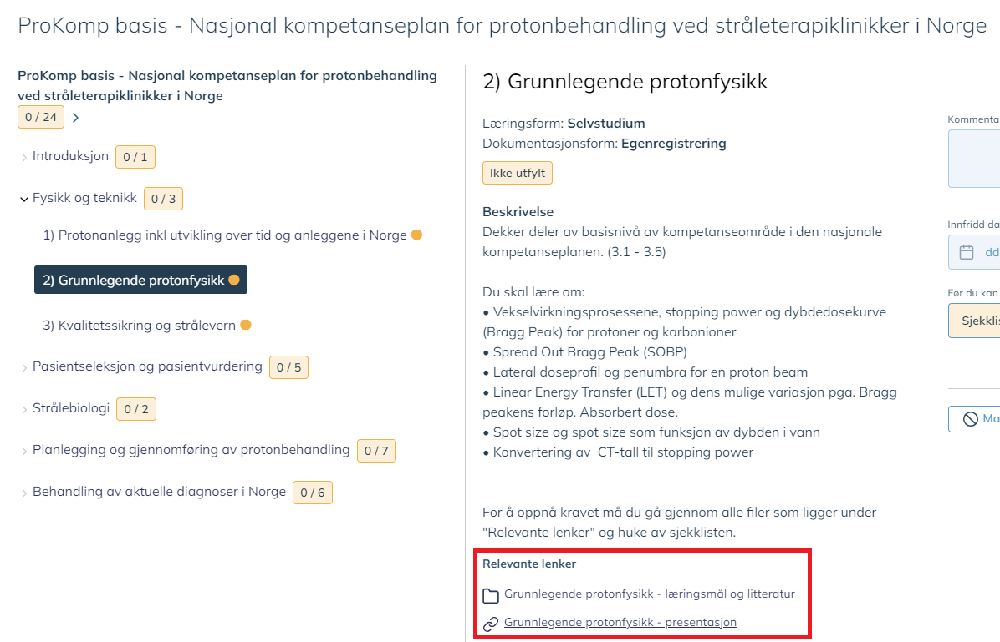 ProKomp basis - Nasjonal kompetanseplan for protonbehandling ved stråleterapiklinikker i Norge
ProKomp basis - Nasjonal kompetanseplan for protonbehandling
ved stråleterapiklinikker i Norge
0 / 24
Introduksjon 0 / 1
Fysikk og teknikk 0 / 3
1) Protonanlegg inkl utvikling over tid og anleggene i Norge
2) Grunnlegende protonfysikk
3) Kvalitetssikring og strålevern
Pasientseleksjon og pasientvurdering 0 / 5
Strålebiologi 0 / 2
Planlegging og gjennomføring av protonbehandling 0 / 7
Behandling av aktuelle diagnoser i Norge 0 / 6
2) Grunnlegende protonfysikk
Læringsform: Selvstudium
Dokumentasjonsform: Egenregistrering
Ikke utfylt
Beskrivelse
Dekker deler av basisnivå av kompetanseområde i den nasjonale
kompetanseplanen. (3.1 - 3.5)
Du skal lære om:
• Vekselvirkningsprosessene, stopping power og dybdedosekurve
(Bragg Peak) for protoner og karbonioner
• Spread Out Bragg Peak (SOBP)
• Lateral doseprofil og penumbra for en proton beam
• Linear Energy Transfer (LET) og dens mulige variasjon pga. Bragg
peakens forløp. Absorbert dose.
• Spot size og spot size som funksjon av dybden i vann
• Konvertering av CT-tall til stopping power
For å oppnå kravet må du gå gjennom alle filer som ligger under
"Relevante lenker" og huke av sjekklisten.
Relevante lenker
Grunnlegende protonfysikk - læringsmål og litteratur
Grunnlegende protonfysikk - presentasjon
Kommenta
Innfridd da
dd
Før du kan
Sjekklis
Ma